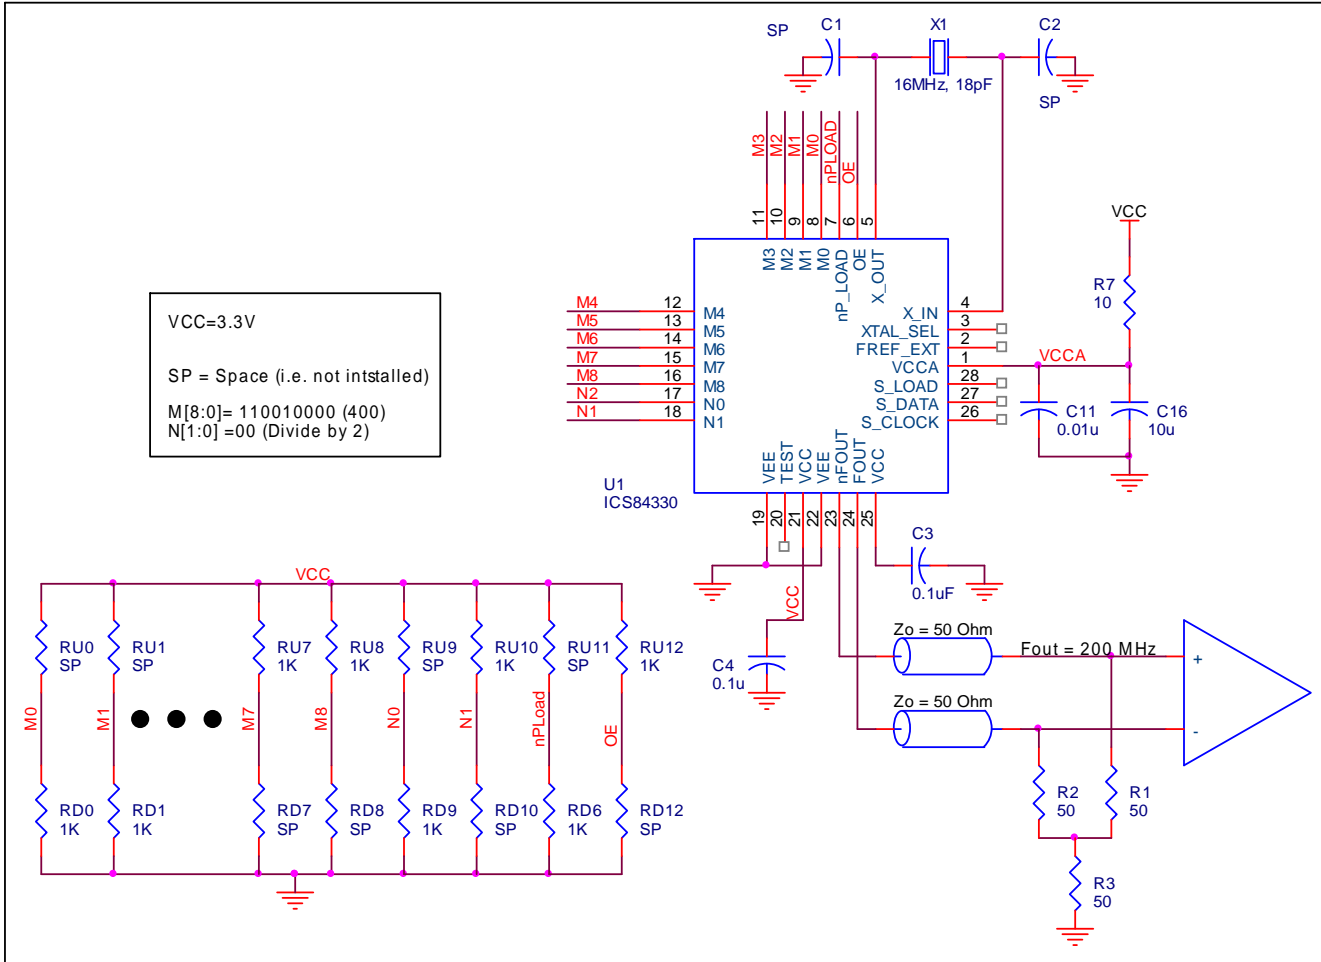 SP
C1
X1
C2
16MHz, 18pF
SP
M3
M2
M1
M0
nPLOAD
OE
11
10
9
8
7
6
5
M3
M2
M1
M0
nP_LOAD
OE
X_OUT
VCC
R7
10
VCC=3.3V
SP = Space (i.e. not intstalled)
M[8:0]= 110010000 (400)
N[1:0] =00 (Divide by 2)
M4
M5
M6
M7
M8
N2
N1
12
13
14
15
16
17
18
M4
M5
M6
M7
M8
N0
N1
X_IN
XTAL_SEL
FREF_EXT
VCCA
S_LOAD
S_DATA
S_CLOCK
4
3
2
1
28
27
26
VCCA
C11
0.01u
C16
10u
VEE
TEST
VCC
VEE
nFOUT
FOUT
VCC
U1
ICS84330
19
20
21
22
23
24
25
C3
0.1uF
VCC
C4
0.1u
VCC
RU0
SP
RU1
SP
RU7
1K
RU8
1K
RU9
SP
RU10
1K
RU11
SP
RU12
1K
M0
M1
M7
M8
N0
N1
nPLoad
OE
RD0
1K
RD1
1K
RD7
SP
RD8
SP
RD9
1K
RD10
SP
RD6
1K
RD12
SP
Zo = 50 Ohm
Fout = 200 MHz
+
Zo = 50 Ohm
-
R2
50
R1
50
R3
50